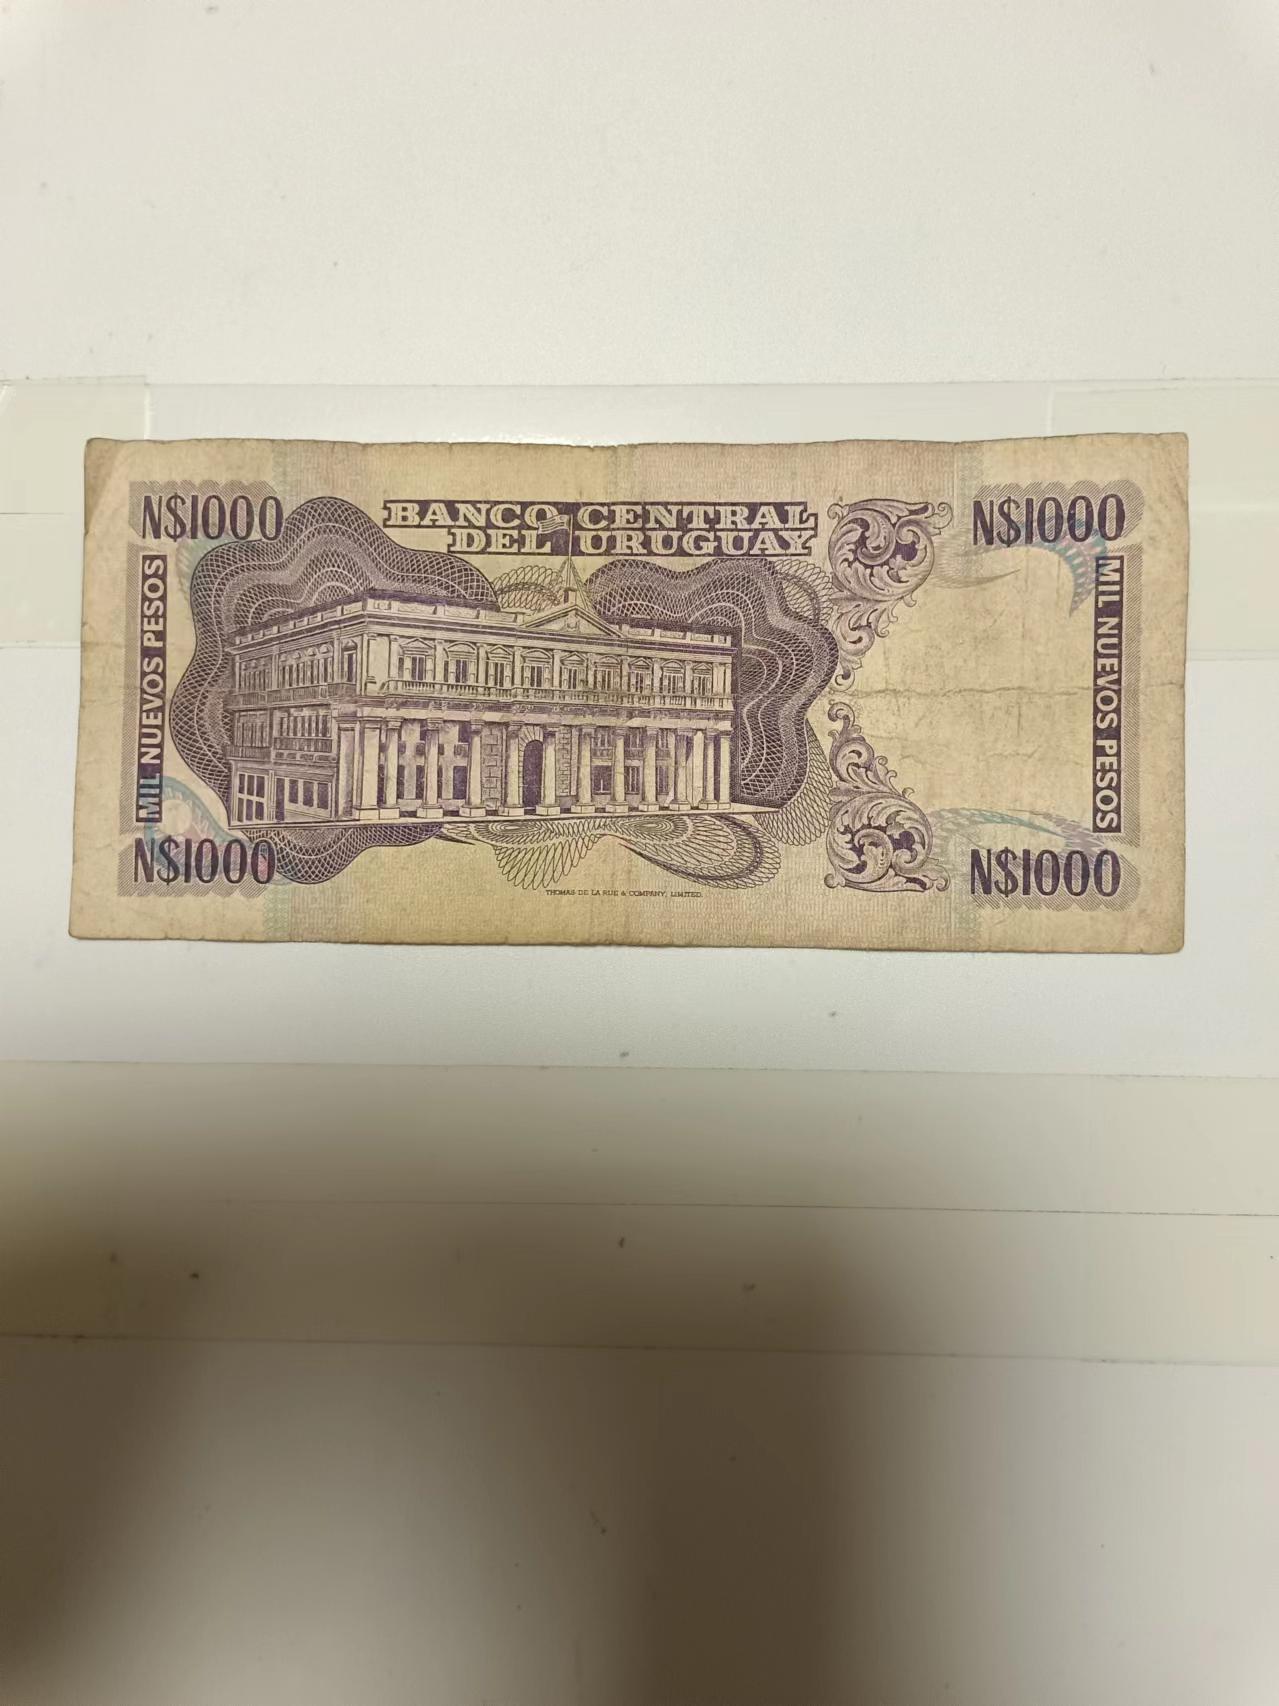 N$1000
BANCO CENTRAL
DEL URUGUAY
N$1000
MIL NUEVOS PESOS
MIL NUEVOS PESOS
N$1000
THOMAS DE LA RUE & COMPANY, LIMITED.
N$1000